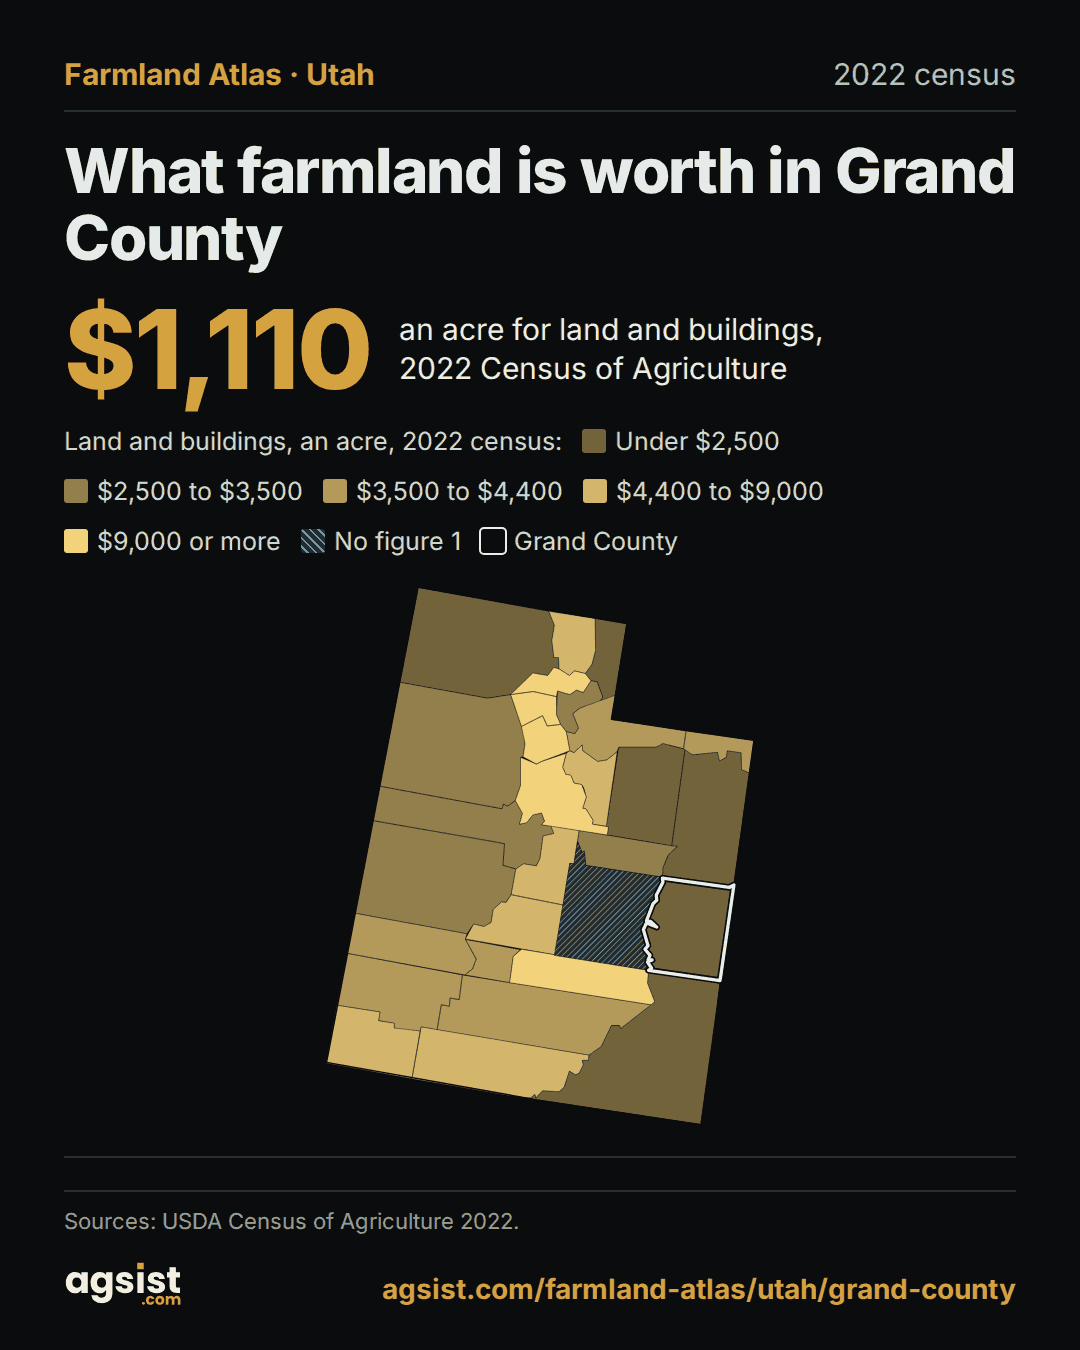 Farmland Atlas · Utah
2022 census
What farmland is worth in Grand
County
$1,110
an acre for land and buildings,
2022 Census of Agriculture
Land and buildings, an acre, 2022 census: Under $2,500
$2,500 to $3,500 $3,500 to $4,400 $4,400 to $9,000
$9,000 or more No figure 1 Grand County
Sources: USDA Census of Agriculture 2022.
agsist
.com
agsist.com/farmland-atlas/utah/grand-county